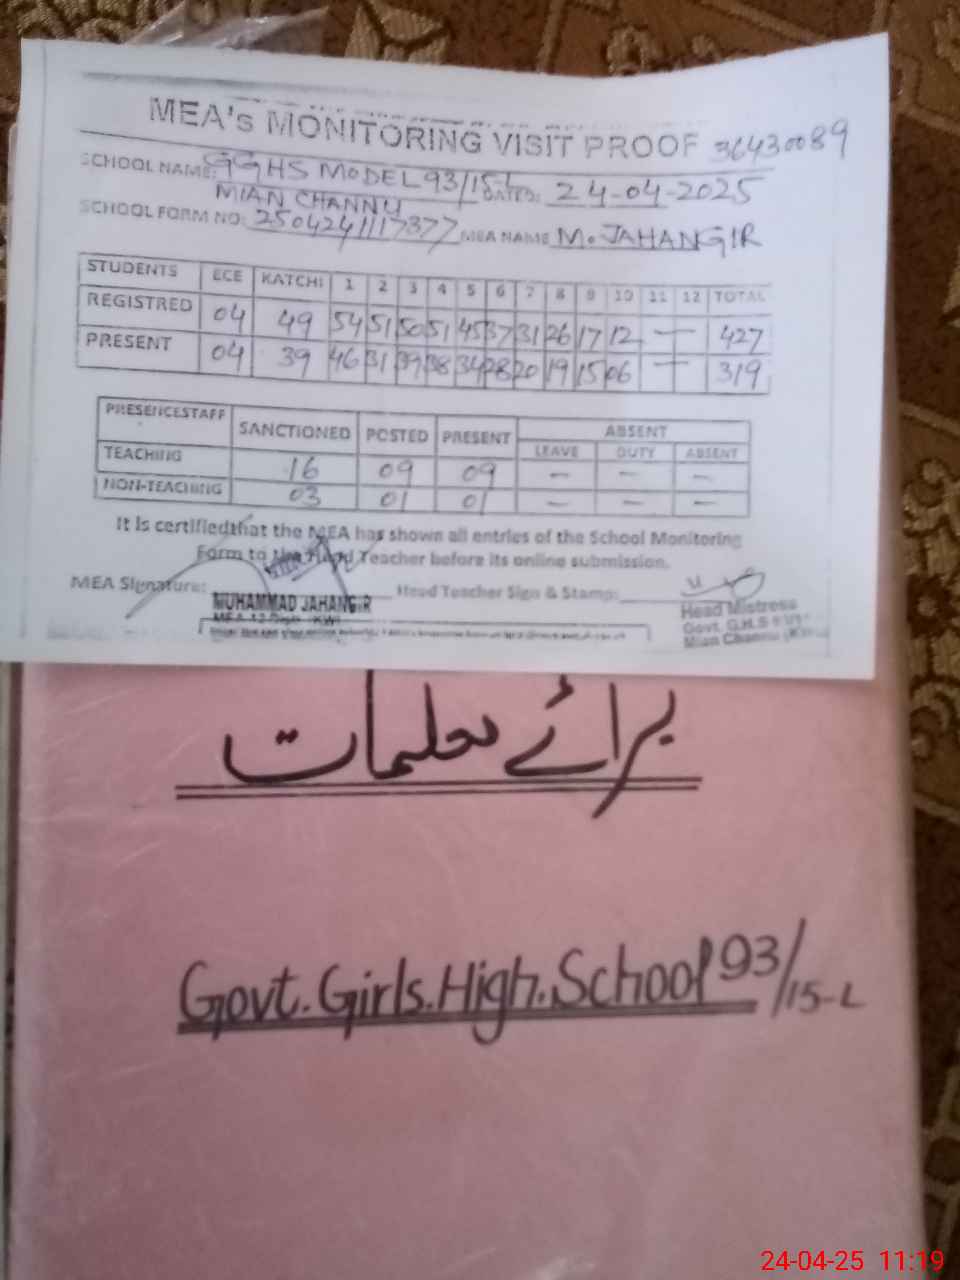 MEA's MONITORING VISIT PROOF 36430089
SCHOOL NAME: GGHS MODEL 93/15-L DATED: 24-04-2025
MIAN CHANNU
SCHOOL FORM NO: 2504241117377 MEA NAME M. JAHANGIR
STUDENTS ECE KATCHI 1 2 3 4 5 6 7 8 9 10 11 12 TOTAL
REGISTRED 04 49 54 51 50 51 45 37 31 26 17 12 — 427
PRESENT 04 39 46 31 39 38 34 28 20 19 15 06 — 319
PRESENCESTAFF SANCTIONED POSTED PRESENT ABSENT
LEAVE DUTY ABSENT
TEACHING 16 09 09 — — —
NON-TEACHING 03 01 01 — — —
It is certifiedthat the MEA has shown all entries of the School Monitoring
Form to the Head Teacher before its online submission.
MEA Signature: Head Teacher Sign & Stamp:
MUHAMMAD JAHANGIR
Head Mistress
Govt. G.H.S
Mian Channu
برائے معلمات
Govt. Girls. High. School 93/15-L
24-04-25 11:19